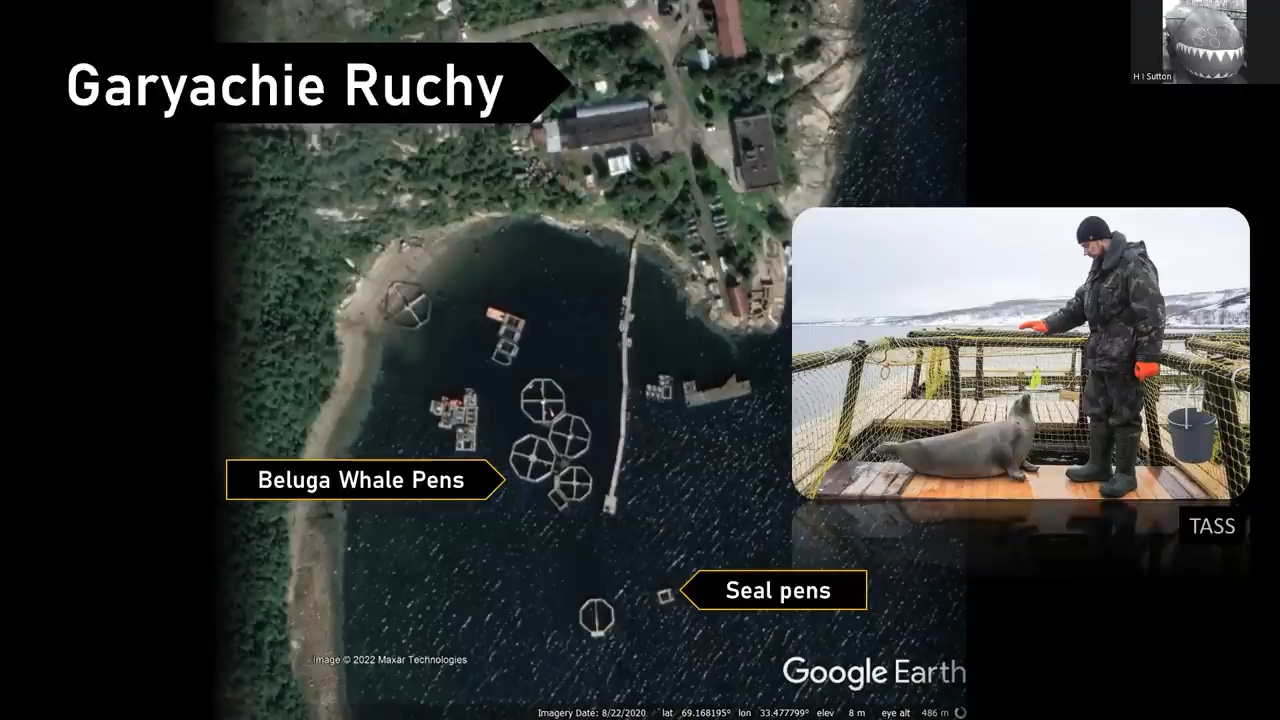 Garyachie Ruchy
H I Sutton
Beluga Whale Pens
TASS
Seal pens
Image © 2022 Maxar Technologies
Google Earth
Imagery Date: 8/22/2020 lat 69.168195° lon 33.477799° elev 8 m eye alt 486 m